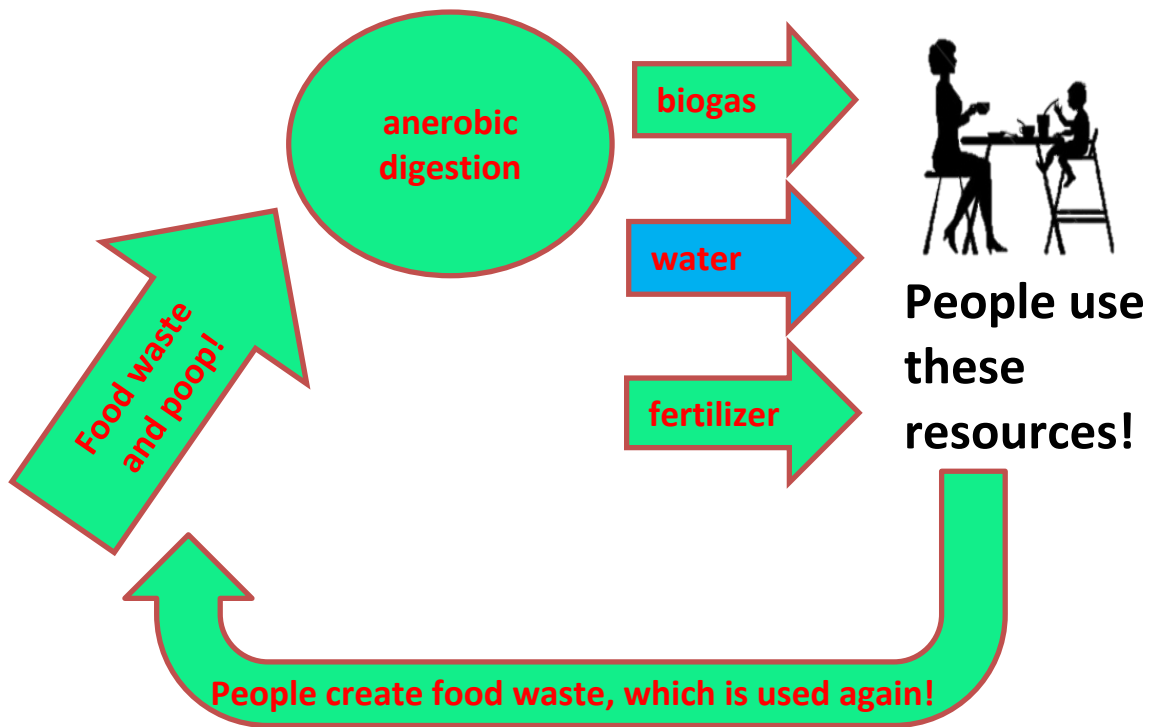 anerobic
digestion
biogas
water
fertilizer
Food waste
and poop!
People use
these
resources!
People create food waste, which is used again!